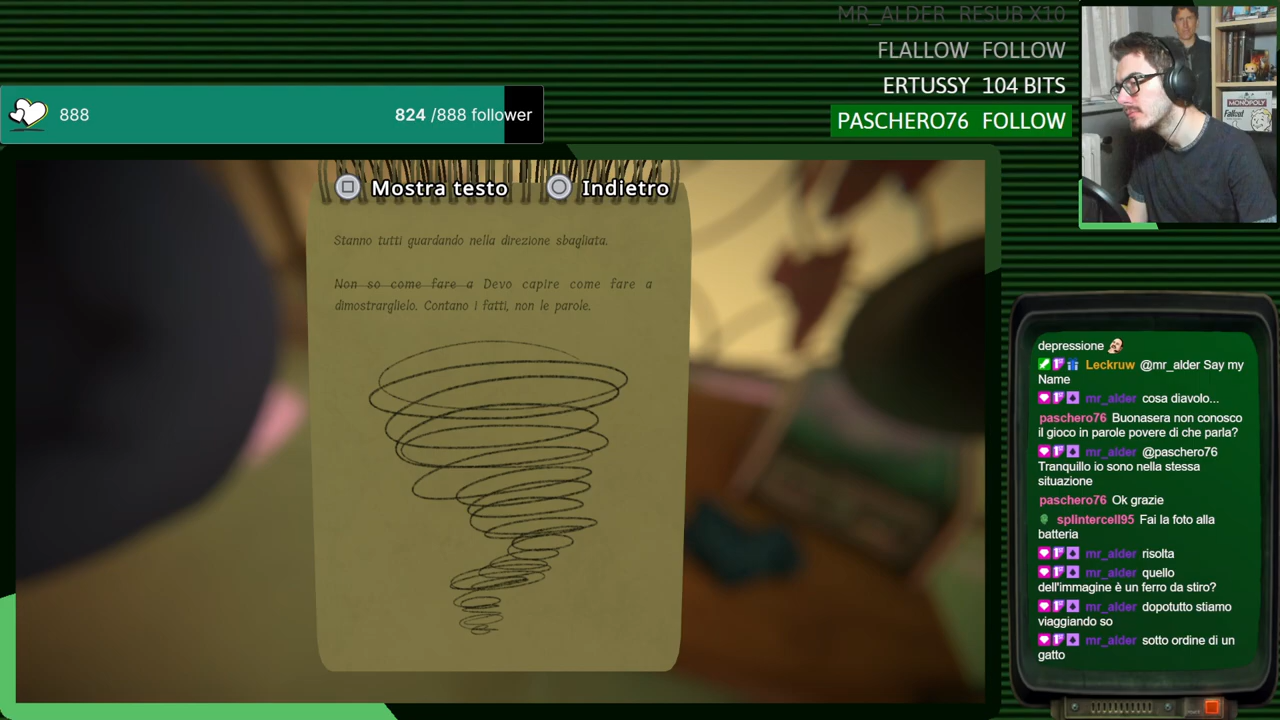 MR_ALDER RESUB X10
FLALLOW FOLLOW
ERTUSSY 104 BITS
PASCHERO76 FOLLOW
888
824 /888 follower
Mostra testo
Indietro
Stanno tutti guardando nella direzione sbagliata.
Non so come fare a Devo capire come fare a
dimostrarglielo. Contano i fatti, non le parole.
MONOPOLY
Fallout
depressione
Leckruw @mr_alder Say my
Name
mr_alder cosa diavolo...
paschero76 Buonasera non conosco
il gioco in parole povere di che parla?
mr_alder @paschero76
Tranquillo io sono nella stessa
situazione
paschero76 Ok grazie
splintercell95 Fai la foto alla
batteria
mr_alder risolta
mr_alder quello
dell'immagine è un ferro da stiro?
mr_alder dopotutto stiamo
viaggiando so
mr_alder sotto ordine di un
gatto